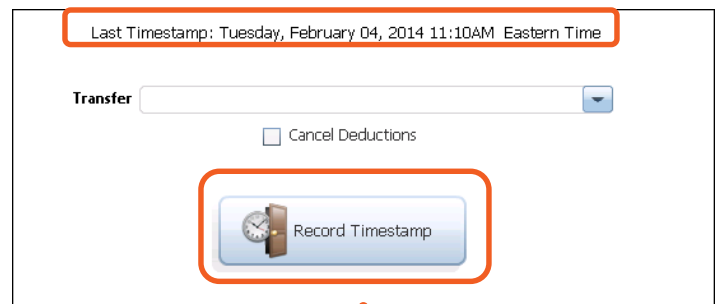 Last Timestamp: Tuesday, February 04, 2014 11:10AM Eastern Time
Transfer
Cancel Deductions
Record Timestamp